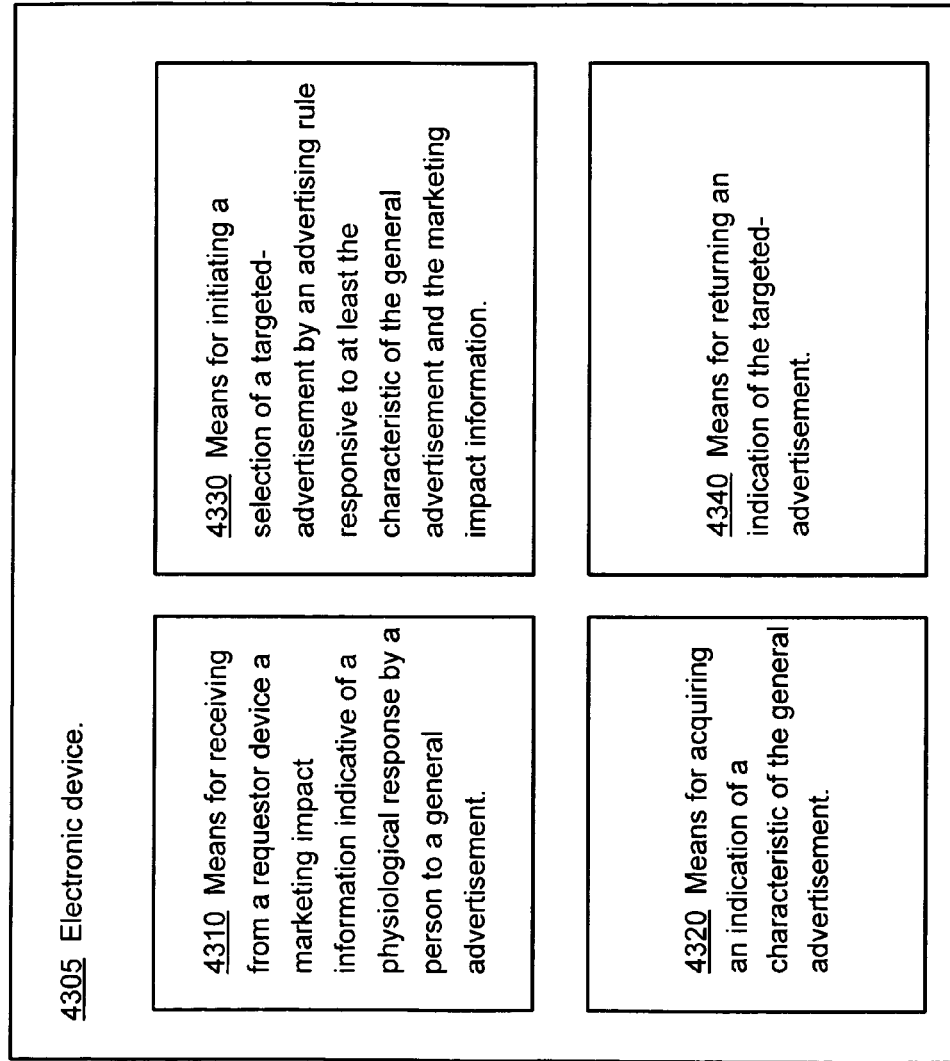 4305 Electronic device.
4310 Means for receiving
from a requestor device a
marketing impact
information indicative of a
physiological response by a
person to a general
advertisement.
4320 Means for acquiring
an indication of a
characteristic of the general
advertisement.
4330 Means for initiating a
selection of a targeted-
advertisement by an advertising rule
responsive to at least the
characteristic of the general
advertisement and the marketing
impact information.
4340 Means for returning an
indication of the targeted-
advertisement.